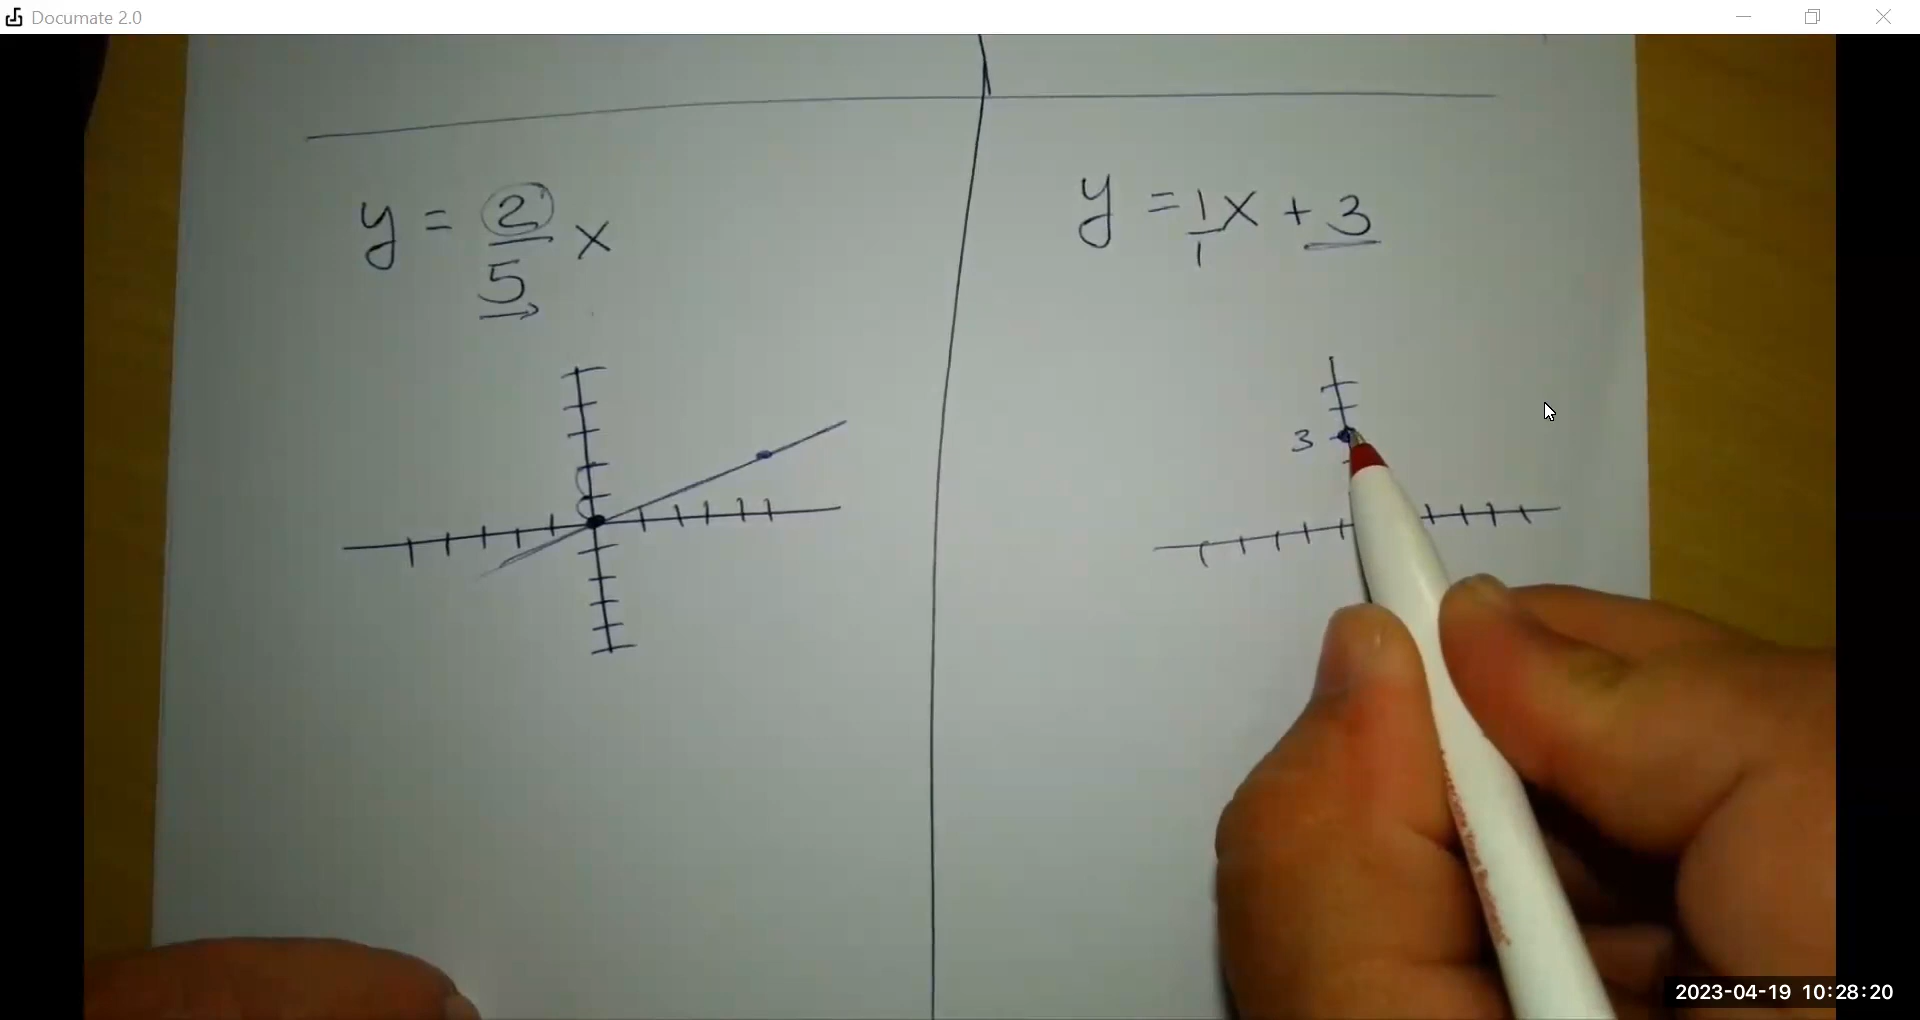 Documate 2.0
y = 2/5 x
y = 1/1 x + 3
3
2023-04-19 10:28:20